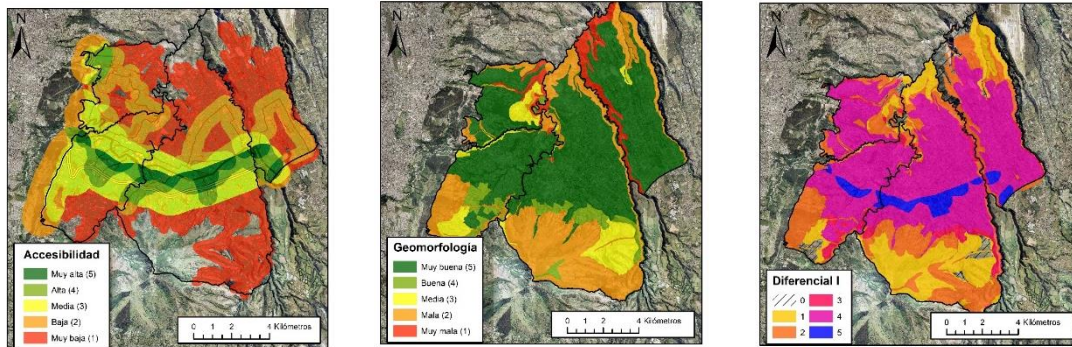 N
Accesibilidad
Muy alta (5)
Alta (4)
Media (3)
Baja (2)
Muy baja (1)
0 1 2 4 Kilómetros
N
Geomorfología
Muy buena (5)
Buena (4)
Media (3)
Mala (2)
Muy mala (1)
0 1 2 4 Kilómetros
N
Diferencial I
0 3
1 4
2 5
0 1 2 4 Kilómetros